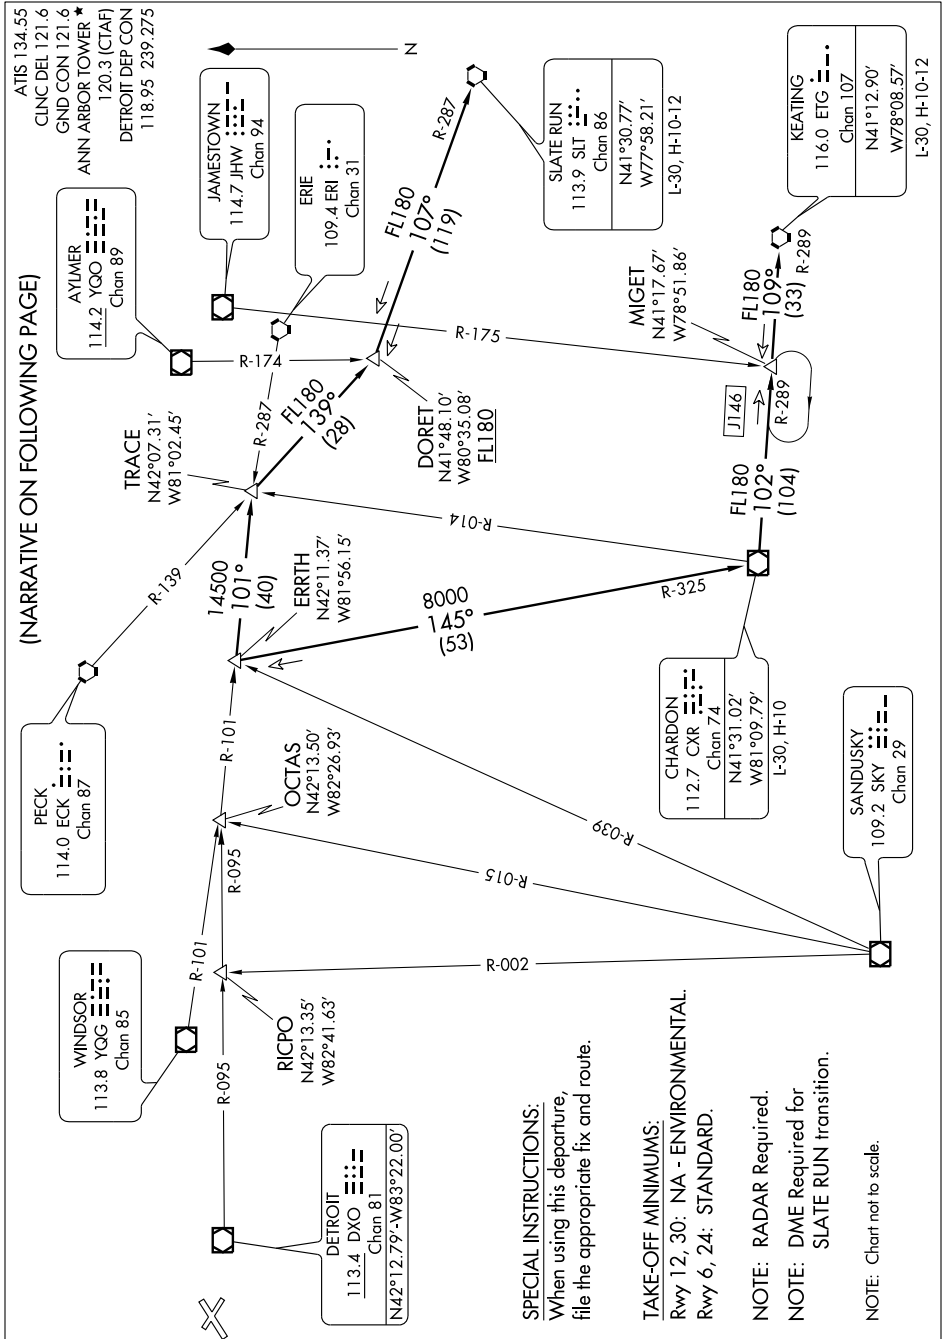 (NARRATIVE ON FOLLOWING PAGE)
ATIS 134.55
CLNC DEL 121.6
GND CON 121.6
ANN ARBOR TOWER ★
120.3 (CTAF)
DETROIT DEP CON
118.95 239.275
N
PECK
114.0 ECK
Chan 87
AYLMER
114.2 YQO
Chan 89
JAMESTOWN
114.7 JHW
Chan 94
ERIE
109.4 ERI
Chan 31
WINDSOR
113.8 YQG
Chan 85
DETROIT
113.4 DXO
Chan 81
N42°12.79'-W83°22.00'
R-095
RICPO
N42°13.35'
W82°41.63'
R-101
R-095
OCTAS
N42°13.50'
W82°26.93'
R-101
ERRTH
N42°11.37'
W81°56.15'
14500
101°
(40)
R-139
TRACE
N42°07.31'
W81°02.45'
R-287
R-174
FL180
139°
(28)
DORET
N41°48.10'
W80°35.08'
FL180
FL180
107°
(119)
R-287
SLATE RUN
113.9 SLT
Chan 86
N41°30.77'
W77°58.21'
L-30, H-10-12
R-175
R-014
8000
145°
(53)
R-325
R-002
R-015
R-039
SANDUSKY
109.2 SKY
Chan 29
CHARDON
112.7 CXR
Chan 74
N41°31.02'
W81°09.79'
L-30, H-10
FL180
102°
(104)
J146
R-289
MIGET
N41°17.67'
W78°51.86'
FL180
109°
(33)
R-289
KEATING
116.0 ETG
Chan 107
N41°12.90'
W78°08.57'
L-30, H-10-12
SPECIAL INSTRUCTIONS:
When using this departure,
file the appropriate fix and route.
TAKE-OFF MINIMUMS:
Rwy 12, 30: NA - ENVIRONMENTAL.
Rwy 6, 24: STANDARD.
NOTE: RADAR Required.
NOTE: DME Required for
SLATE RUN transition.
NOTE: Chart not to scale.